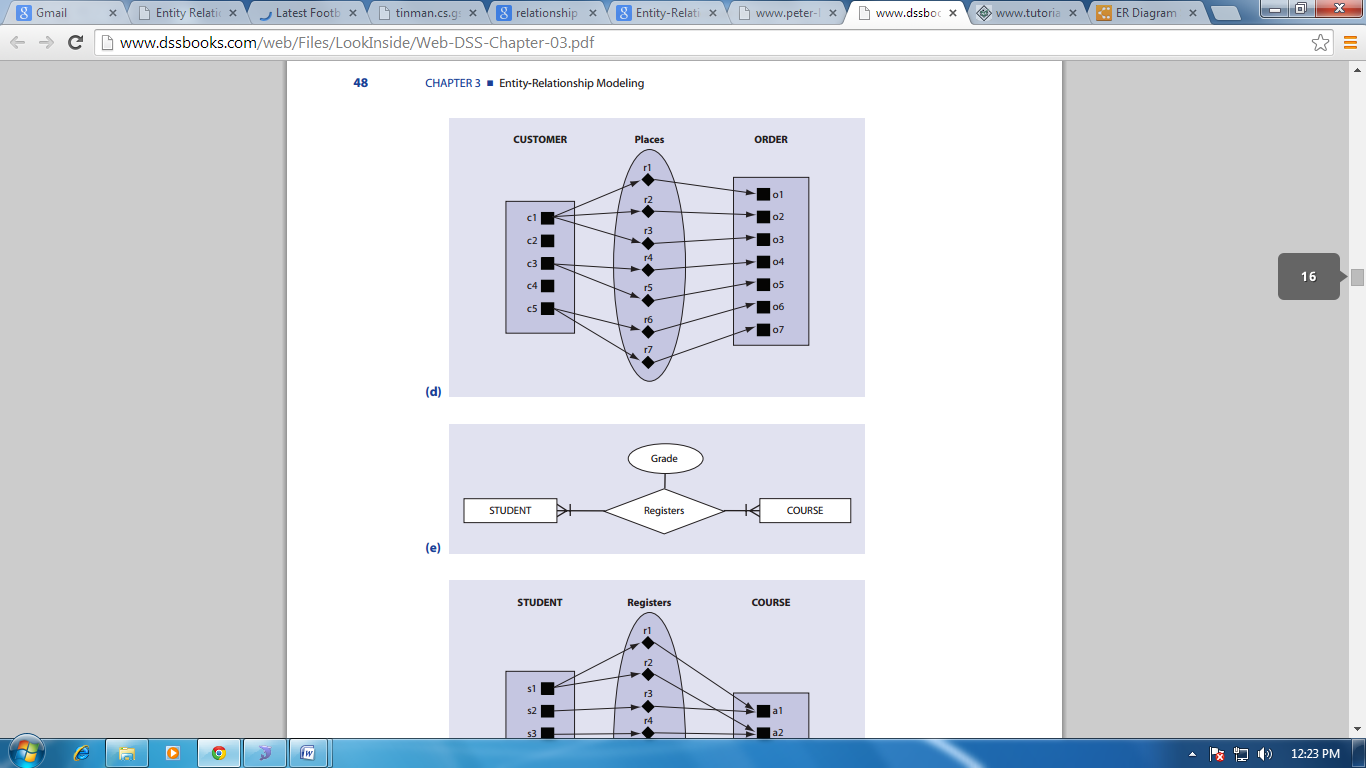 Gmail
Entity Relati
Latest Footb
tinman.cs.gs
relationship
Entity-Relati
www.peter-
www.dssboo
www.tutoria
ER Diagram
www.dssbooks.com/web/Files/LookInside/Web-DSS-Chapter-03.pdf
48 CHAPTER 3 ■ Entity-Relationship Modeling
CUSTOMER Places ORDER
r1
o1
r2
c1 o2
r3
c2 o3
r4
c3 o4
r5
c4 o5
r6
c5 o6
r7
o7
(d)
16
Grade
STUDENT Registers COURSE
(e)
STUDENT Registers COURSE
r1
r2
s1
r3
s2 a1
r4
s3 a2
12:23 PM